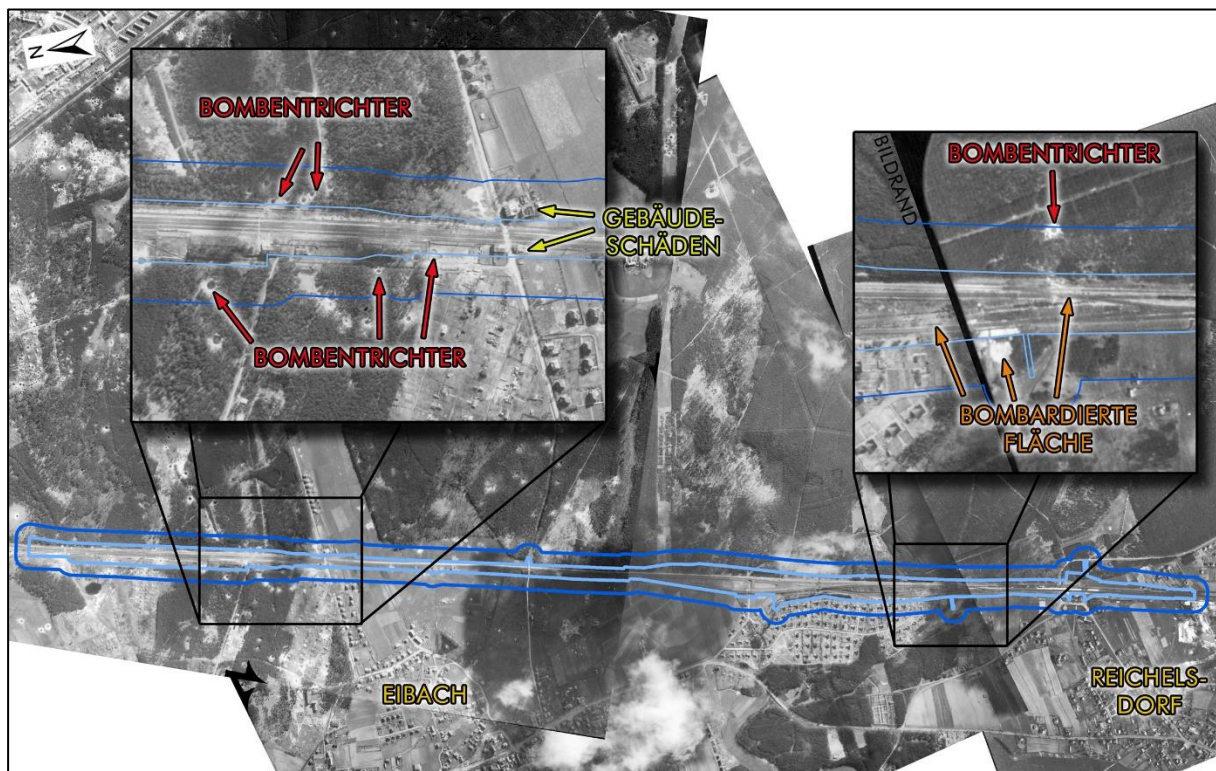 N
BOMBENTRICHTER
GEBÄUDE-
SCHÄDEN
BOMBENTRICHTER
BILDRAND
BOMBENTRICHTER
BOMBARDIERTE
FLÄCHE
EIBACH
REICHELS-
DORF